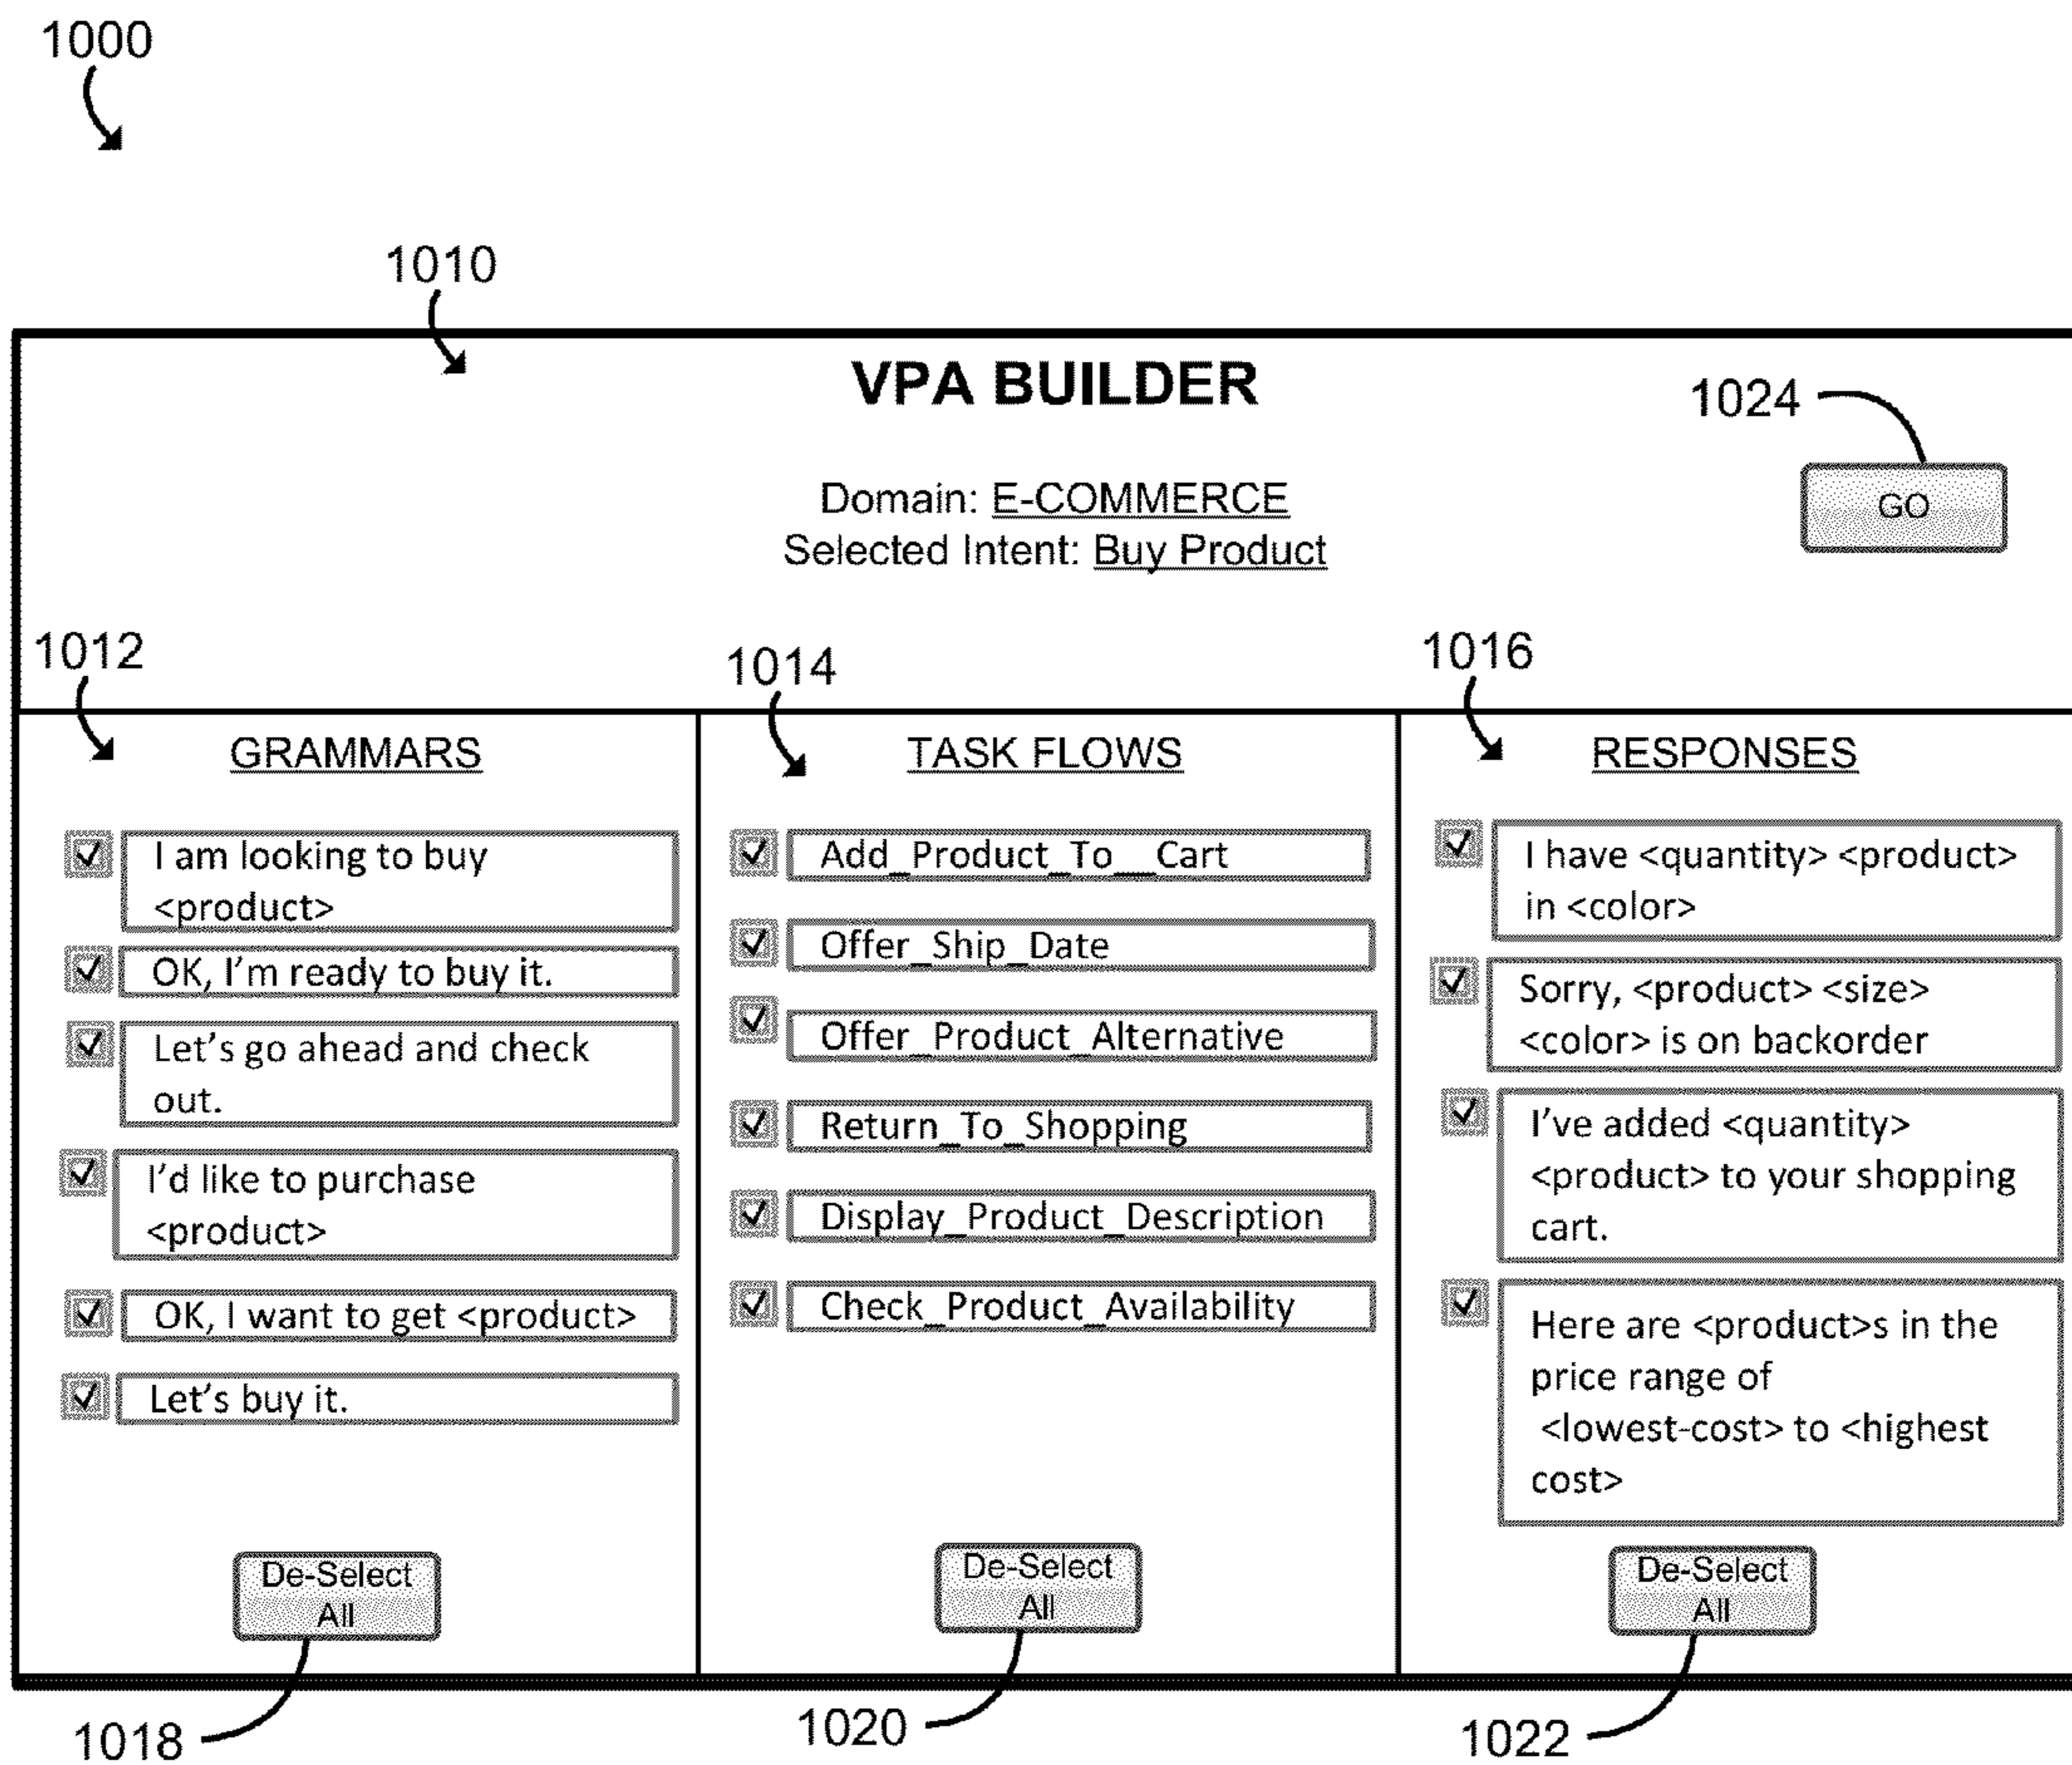 1000
1010
VPA BUILDER
1024
Domain: E-COMMERCE
GO
Selected Intent: Buy Product
1012
1014
1016
GRAMMARS
I am looking to buy
<product>
OK, I'm ready to buy it.
Let's go ahead and check
out.
I'd like to purchase
<product>
OK, I want to get <product>
Let's buy it.
De-Select
All
1018
TASK FLOWS
Add_Product_To__Cart
Offer_Ship_Date
Offer_Product_Alternative
Return_To_Shopping
Display_Product_Description
Check_Product_Availability
De-Select
All
1020
RESPONSES
I have <quantity> <product>
in <color>
Sorry, <product> <size>
<color> is on backorder
I've added <quantity>
<product> to your shopping
cart.
Here are <product>s in the
price range of
<lowest-cost> to <highest
cost>
De-Select
All
1022